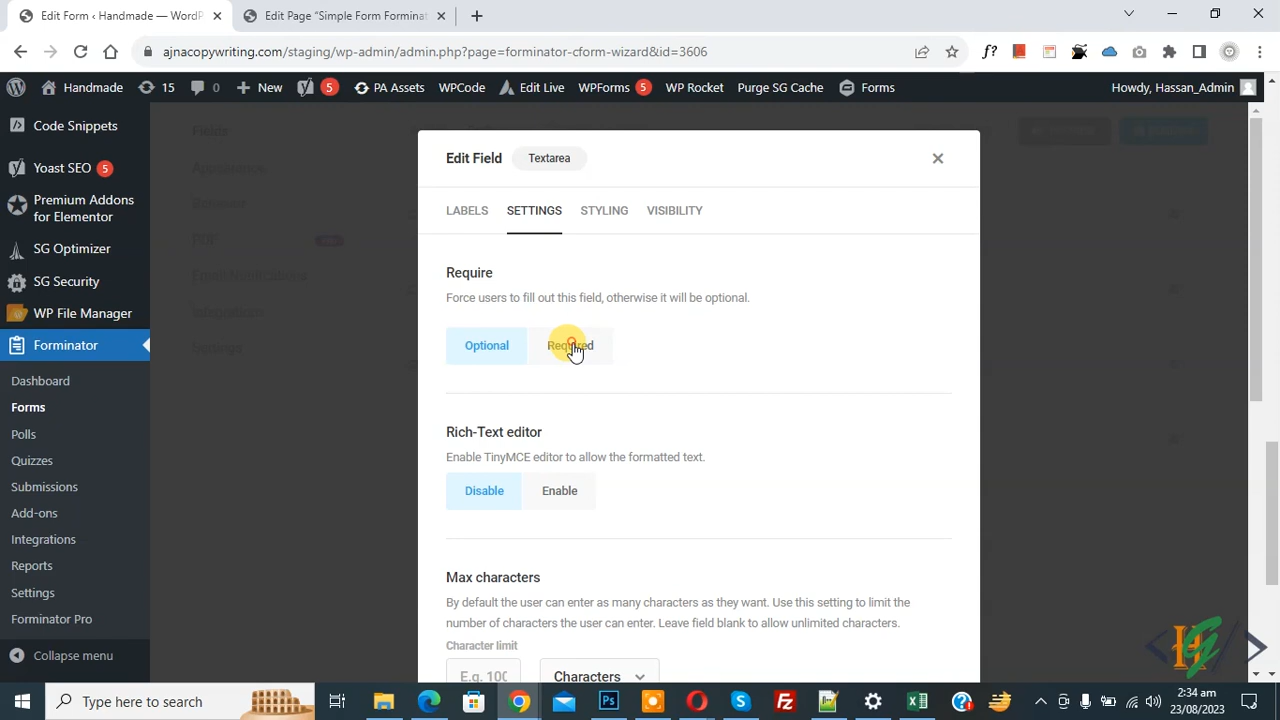 Edit Form ‹ Handmade — WordP
Edit Page "Simple Form Forminat
ajnacopywriting.com/staging/wp-admin/admin.php?page=forminator-cform-wizard&id=3606
Handmade 15 0 New 5 PA Assets WPCode Edit Live WPForms 5 WP Rocket Purge SG Cache Forms Howdy, Hassan_Admin
Code Snippets
Yoast SEO 5
Premium Addons
for Elementor
SG Optimizer
SG Security
WP File Manager
Forminator
Dashboard
Forms
Polls
Quizzes
Submissions
Add-ons
Integrations
Reports
Settings
Forminator Pro
Collapse menu
Fields
Appearance
Behavior
PDF
Email Notifications
Integrations
Settings
Edit Field Textarea
LABELS SETTINGS STYLING VISIBILITY
Require
Force users to fill out this field, otherwise it will be optional.
Optional Required
Rich-Text editor
Enable TinyMCE editor to allow the formatted text.
Disable Enable
Max characters
By default the user can enter as many characters as they want. Use this setting to limit the
number of characters the user can enter. Leave field blank to allow unlimited characters.
Character limit
E.g. 100 Characters
Type here to search
2:34 am
23/08/2023